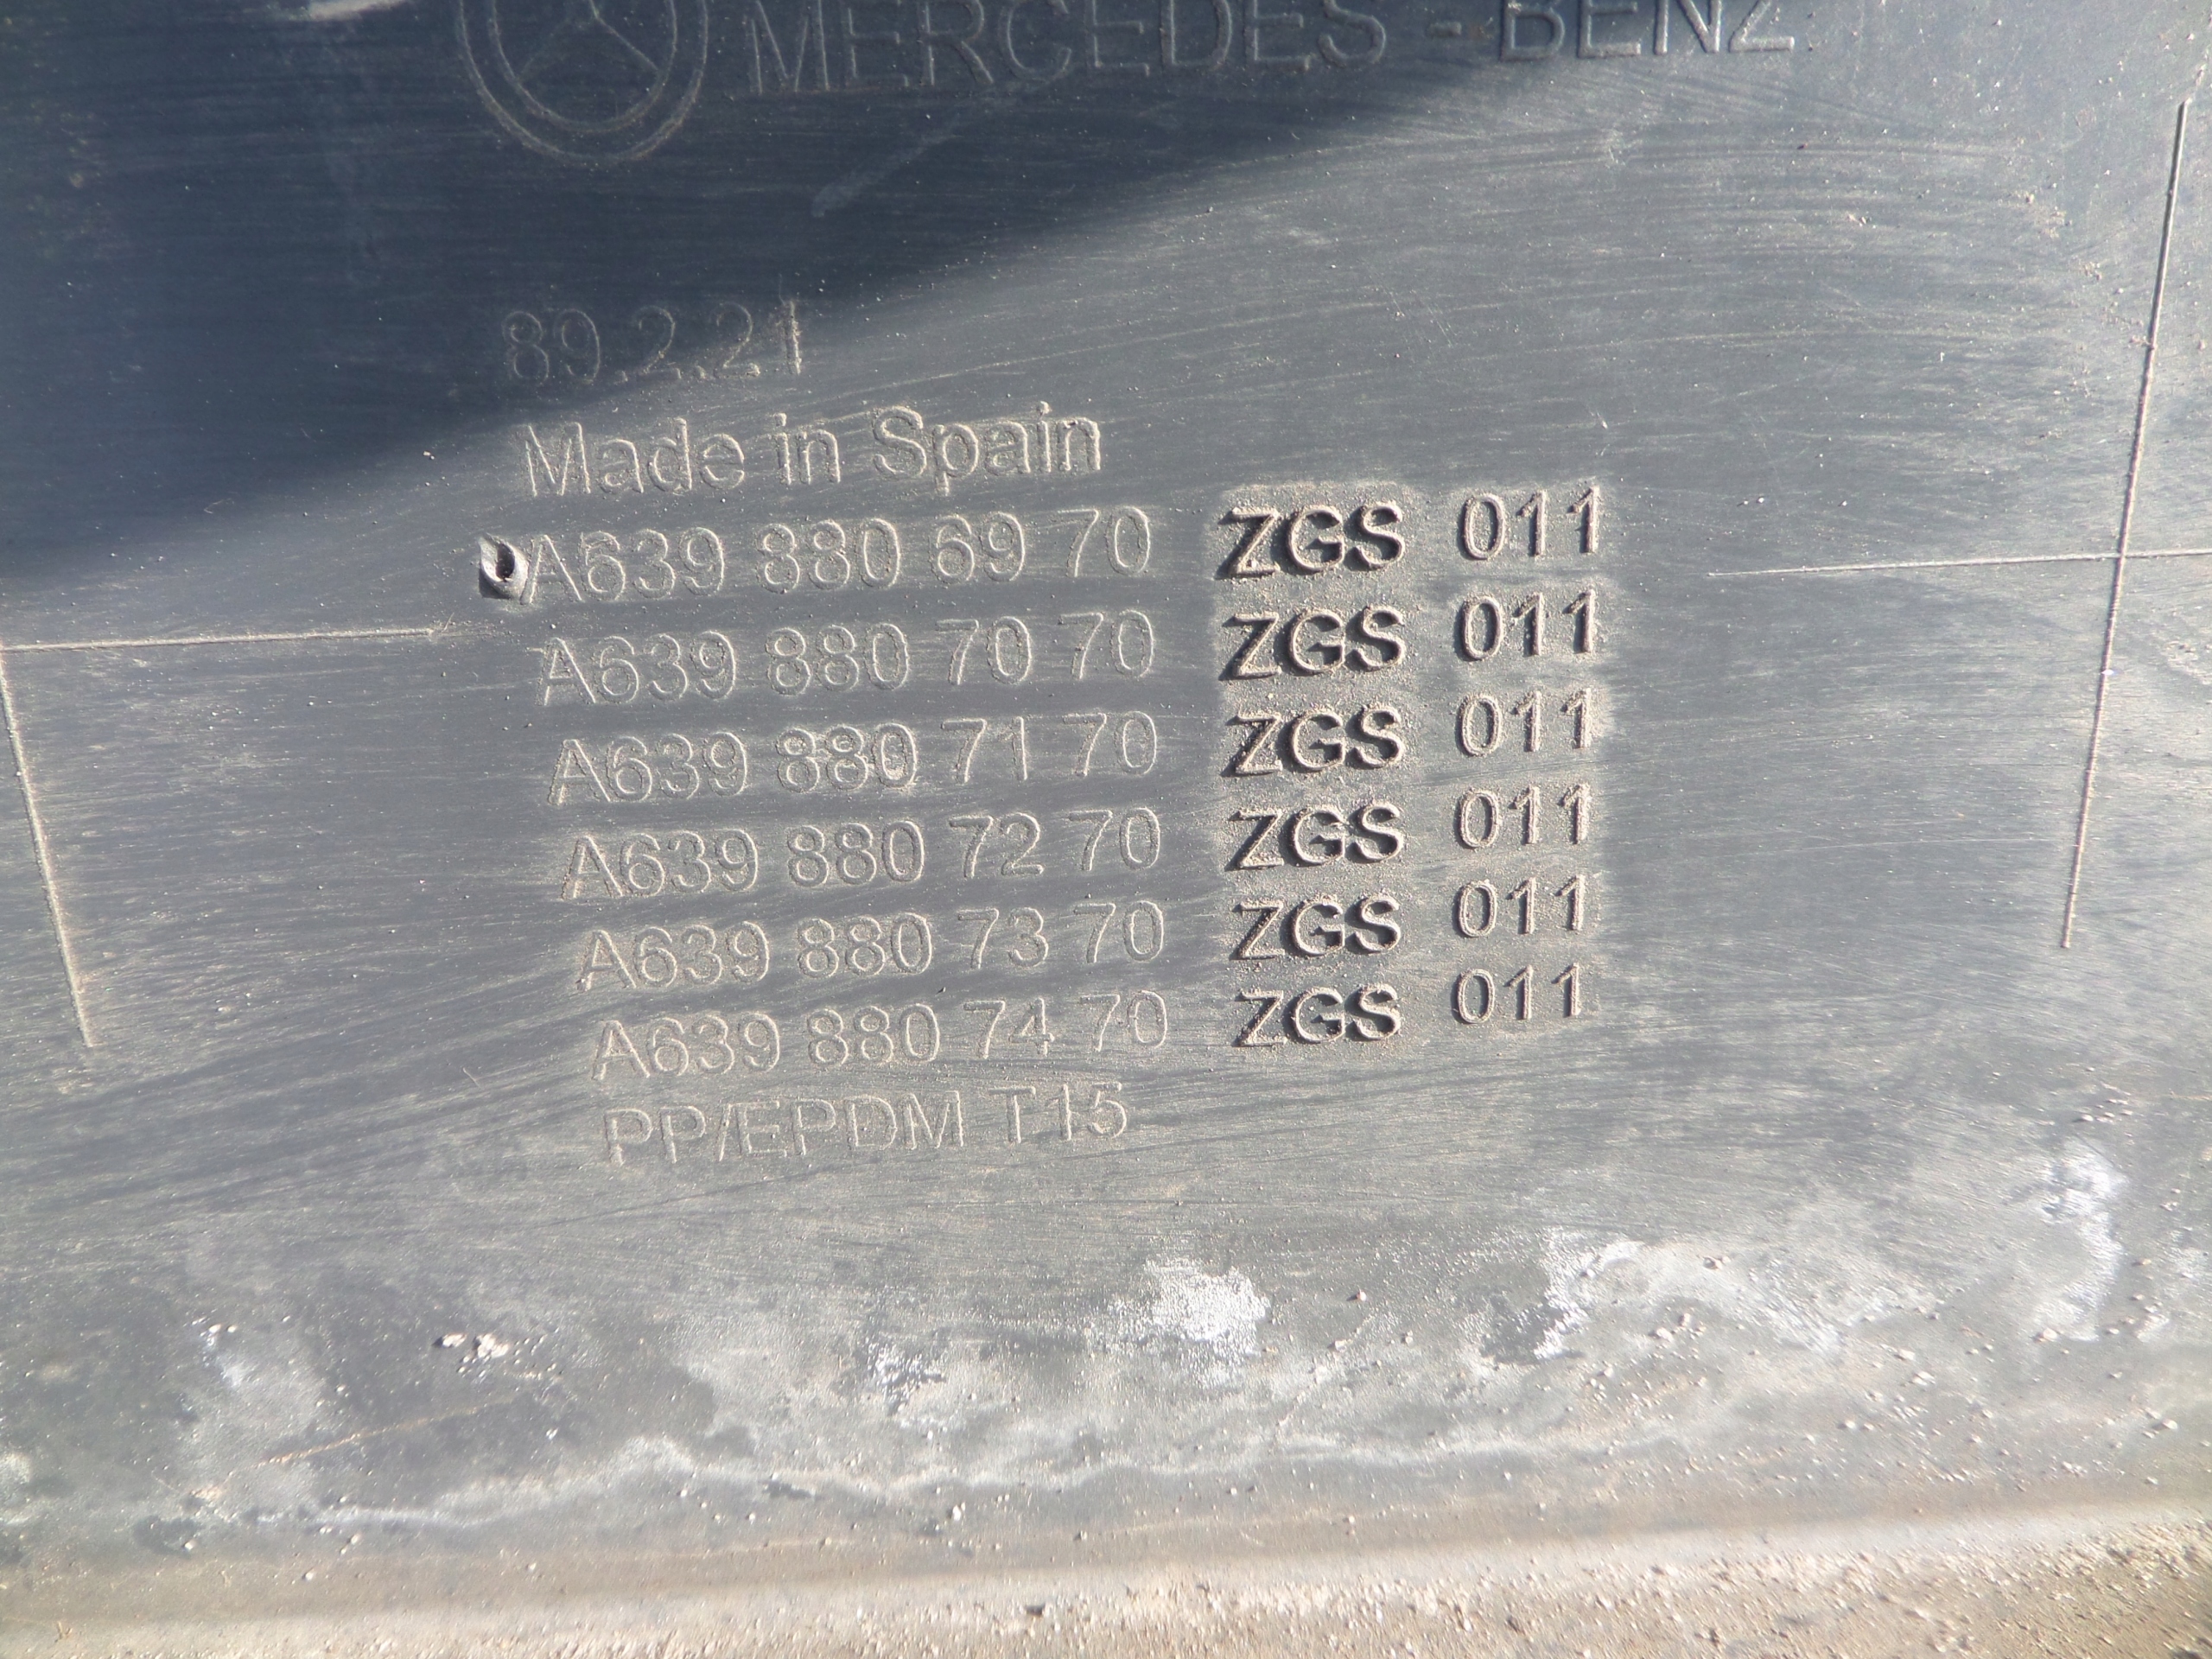 MERCEDES - BENZ
89.2.21
Made in Spain
A639 880 69 70 ZGS 011
A639 880 70 70 ZGS 011
A639 880 71 70 ZGS 011
A639 880 72 70 ZGS 011
A639 880 73 70 ZGS 011
A639 880 74 70 ZGS 011
PP/EPDM T15